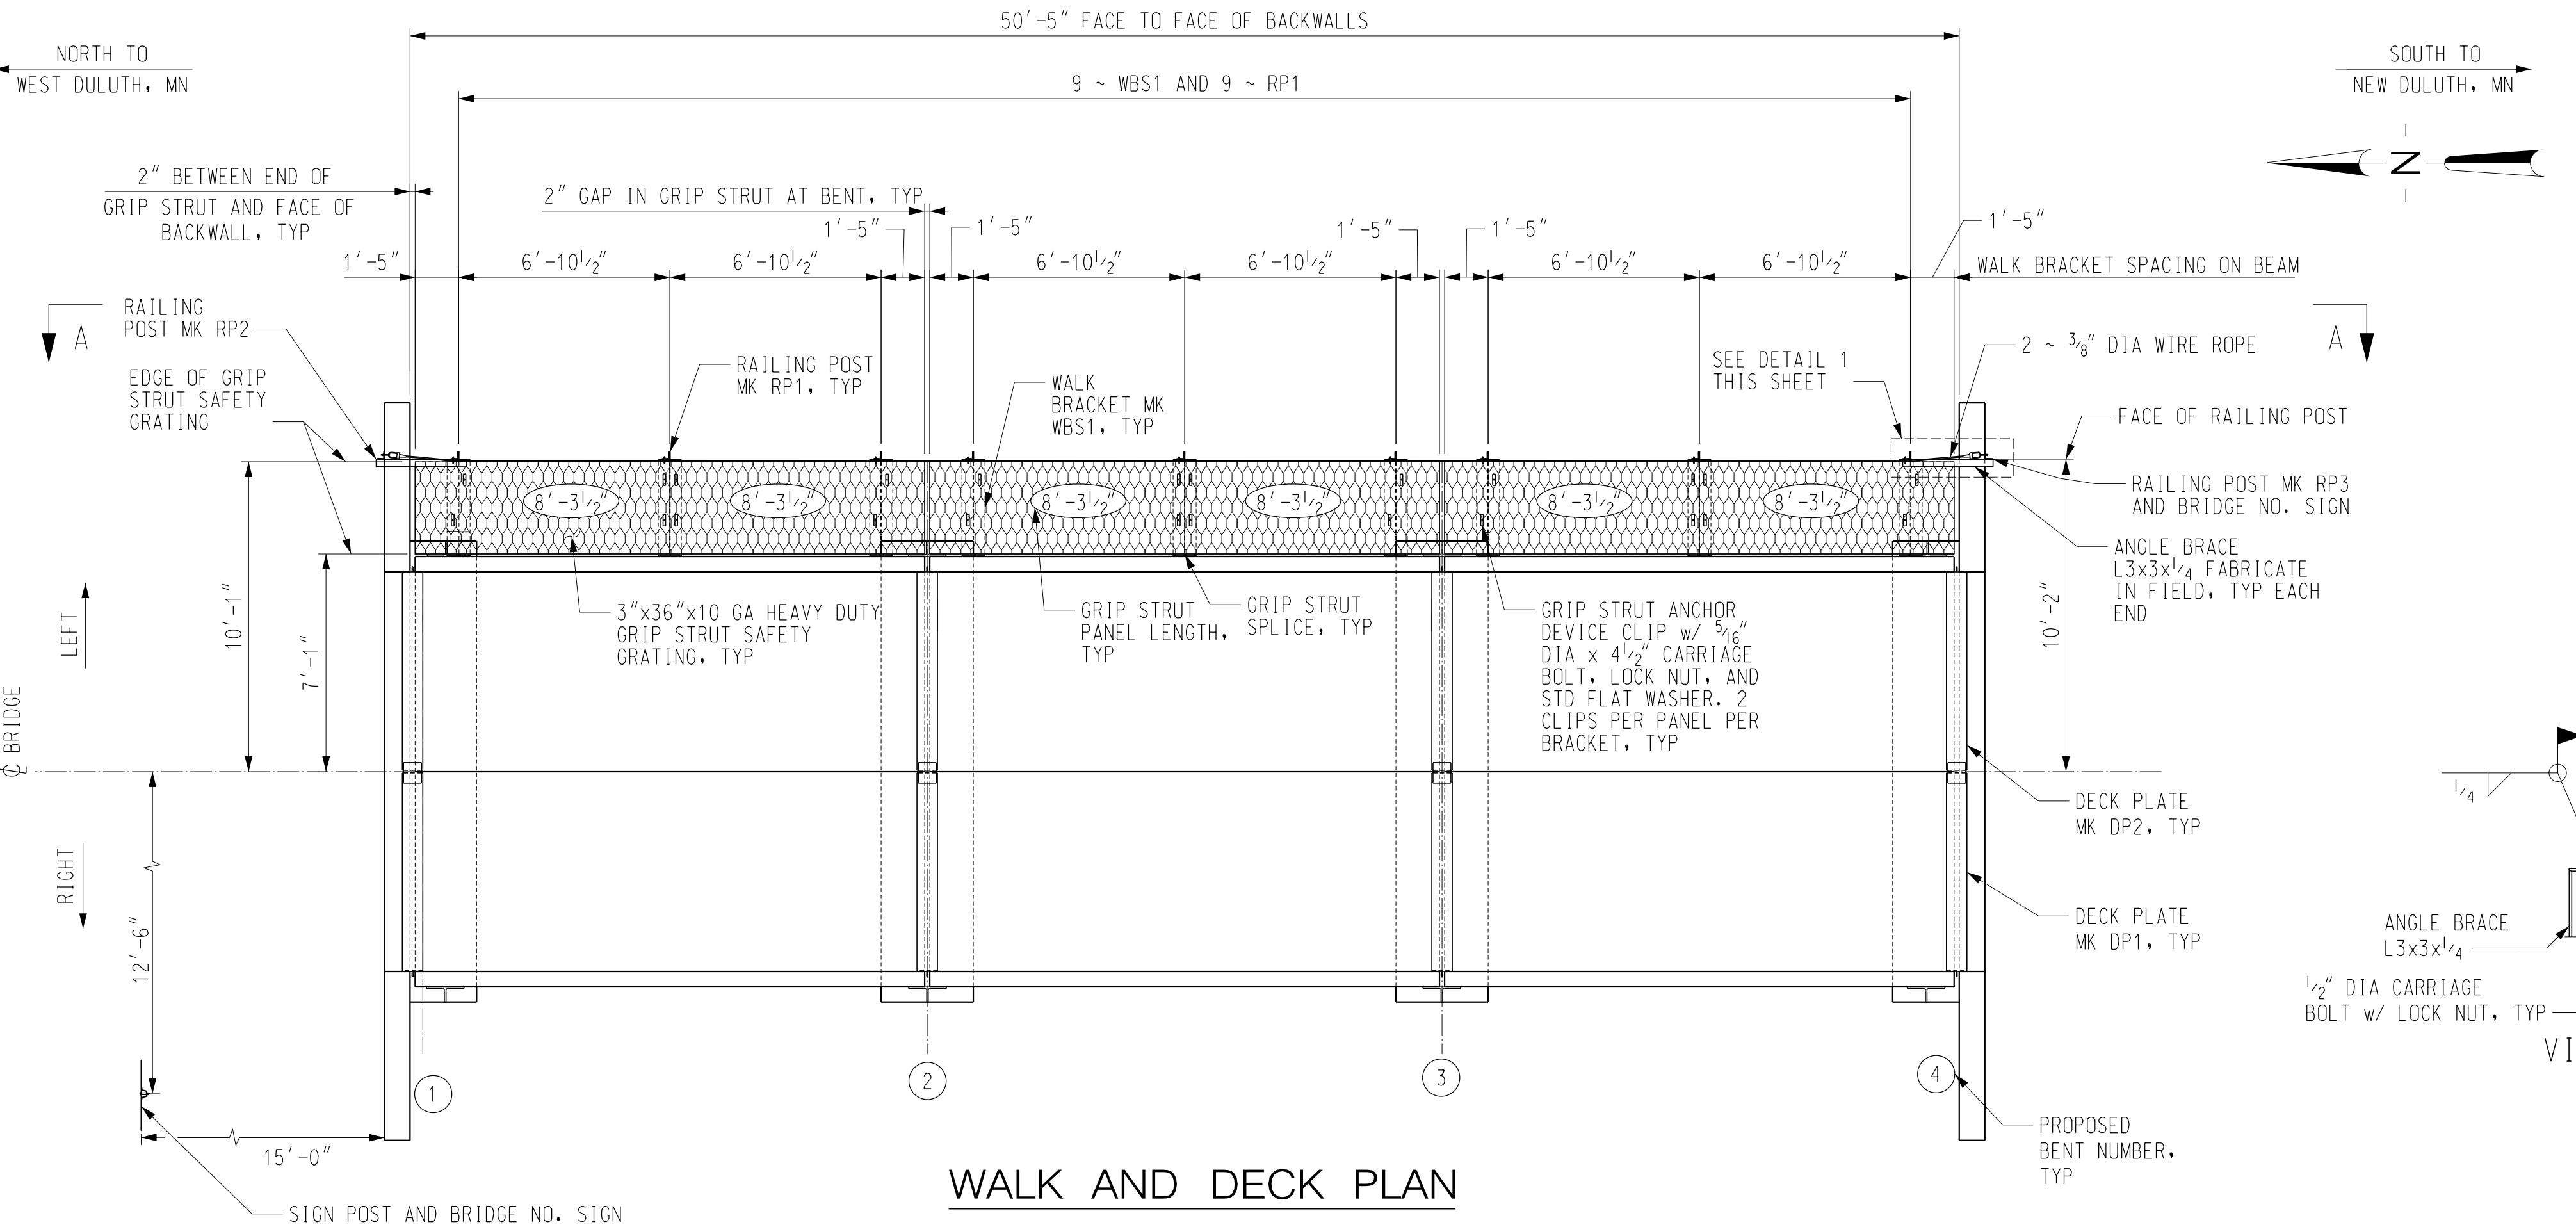 50'-5" FACE TO FACE OF BACKWALLS
NORTH TO
WEST DULUTH, MN
SOUTH TO
NEW DULUTH, MN
9 ~ WBS1 AND 9 ~ RP1
N
2" BETWEEN END OF
GRIP STRUT AND FACE OF
BACKWALL, TYP
2" GAP IN GRIP STRUT AT BENT, TYP
1'-5"
1'-5"
1'-5"
1'-5"
1'-5"
1'-5"
6'-10 1/2"
6'-10 1/2"
6'-10 1/2"
6'-10 1/2"
6'-10 1/2"
6'-10 1/2"
WALK BRACKET SPACING ON BEAM
A
A
RAILING
POST MK RP2
EDGE OF GRIP
STRUT SAFETY
GRATING
RAILING POST
MK RP1, TYP
WALK
BRACKET MK
WBS1, TYP
SEE DETAIL 1
THIS SHEET
2 ~ 3/8" DIA WIRE ROPE
FACE OF RAILING POST
RAILING POST MK RP3
AND BRIDGE NO. SIGN
ANGLE BRACE
L3x3x1/4 FABRICATE
IN FIELD, TYP EACH
END
8'-3 1/2"
8'-3 1/2"
8'-3 1/2"
8'-3 1/2"
8'-3 1/2"
8'-3 1/2"
10'-1"
7'-1"
10'-2"
LEFT
3"x36"x10 GA HEAVY DUTY
GRIP STRUT SAFETY
GRATING, TYP
GRIP STRUT
PANEL LENGTH,
TYP
GRIP STRUT
SPLICE, TYP
GRIP STRUT ANCHOR
DEVICE CLIP w/ 5/16"
DIA x 4 1/2" CARRIAGE
BOLT, LOCK NUT, AND
STD FLAT WASHER. 2
CLIPS PER PANEL PER
BRACKET, TYP
℄ BRIDGE
RIGHT
12'-6"
15'-0"
DECK PLATE
MK DP2, TYP
DECK PLATE
MK DP1, TYP
1/4
ANGLE BRACE
L3x3x1/4
1/2" DIA CARRIAGE
BOLT w/ LOCK NUT, TYP
VI
1
2
3
4
PROPOSED
BENT NUMBER,
TYP
SIGN POST AND BRIDGE NO. SIGN
WALK AND DECK PLAN